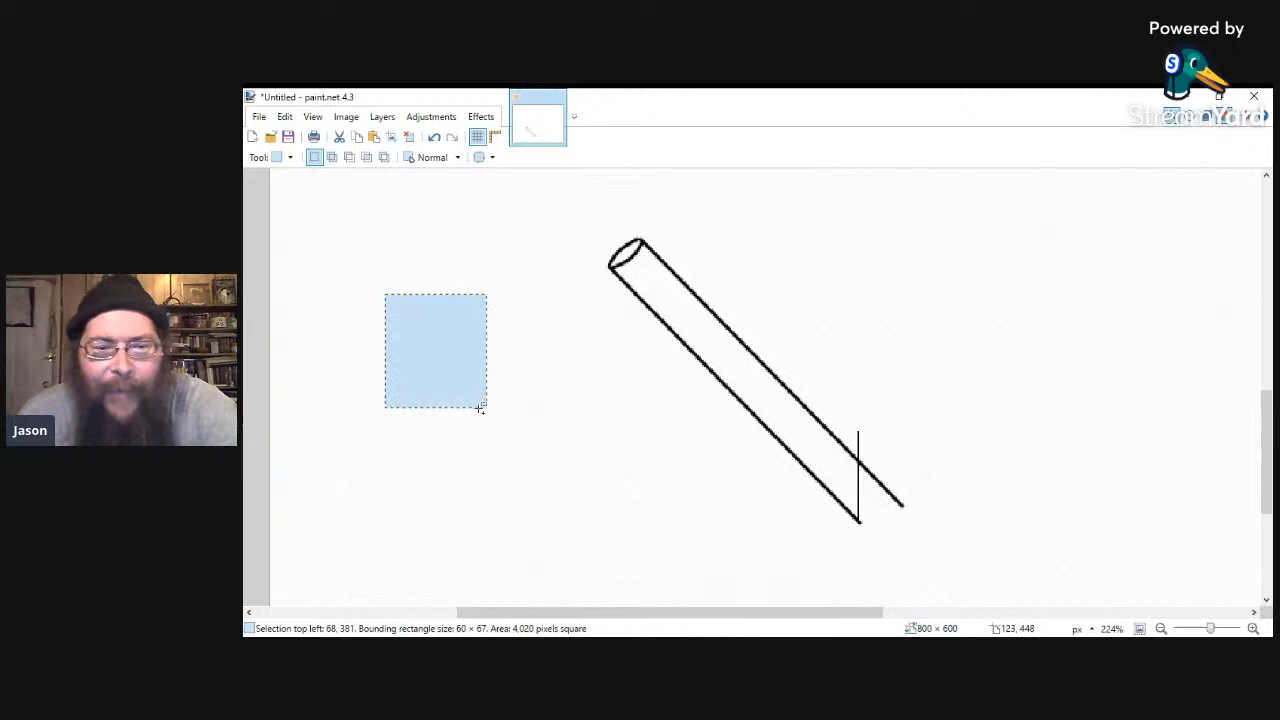 Powered by
S
StreamYard
*Untitled - paint.net 4.3
File Edit View Image Layers Adjustments Effects
Tool: Normal
Jason
Selection top left: 68, 381. Bounding rectangle size: 60 × 67. Area: 4,020 pixels square 800 × 600 123, 448 px 224%